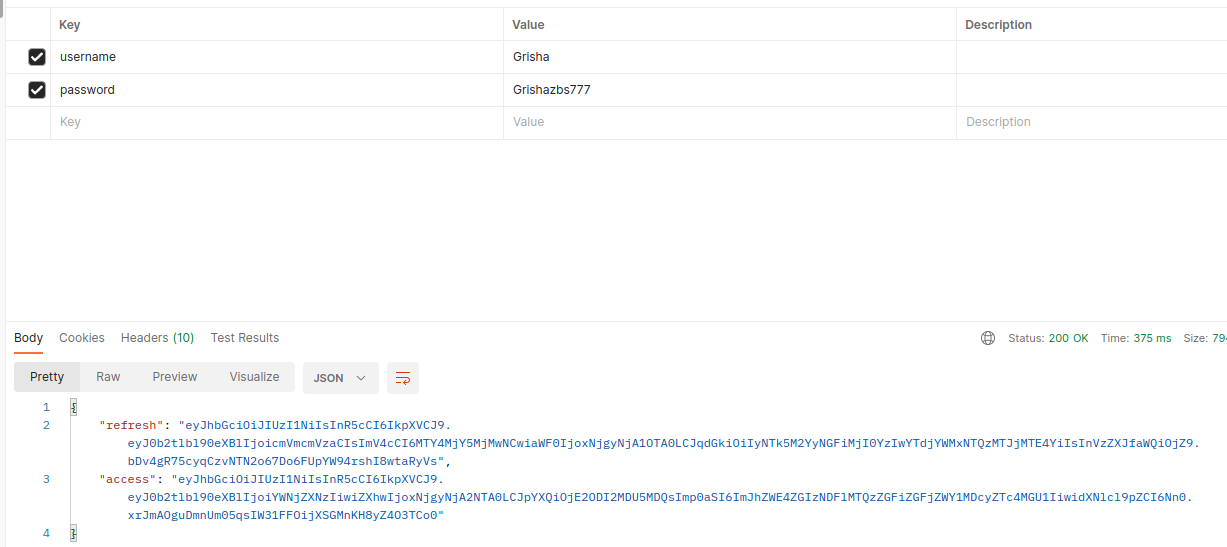 Key Value Description
username Grisha
password Grishazbs777
Key Value Description
Body Cookies Headers (10) Test Results Status: 200 OK Time: 375 ms Size: 794
Pretty Raw Preview Visualize JSON
1 {
2 "refresh": "eyJhbGciOiJIUzI1NiIsInR5cCI6IkpXVCJ9.
eyJ0b2tlbl90eXBlIjoicmVmcmVzaCIsImV4cCI6MTY4MjY5MjMwNCwiaWF0IjoxNjgyNjA1OTA0LCJqdGkiOiIyNTk5M2YyNGFiMjI0YzIwYTdjYWMxNTQzMTJjMTE4YiIsInVzZXJfaWQiOjZ9.
bDv4gR75cyqCzvNTN2o67Do6FUpYW94rshI8wtaRyVs",
3 "access": "eyJhbGciOiJIUzI1NiIsInR5cCI6IkpXVCJ9.
eyJ0b2tlbl90eXBlIjoiYWNjZXNzIiwiZXhwIjoxNjgyNjA2NTA0LCJpYXQiOjE2ODI2MDU5MDQsImp0aSI6ImJhZWE4ZGIzNDFlMTQzZGFiZGFjZWY1MDcyZTc4MGU1IiwidXNlcl9pZCI6Nn0.
xrJmAOguDmnUm05qsIW31FFOijXSGMnKH8yZ4O3TCo0"
4 }